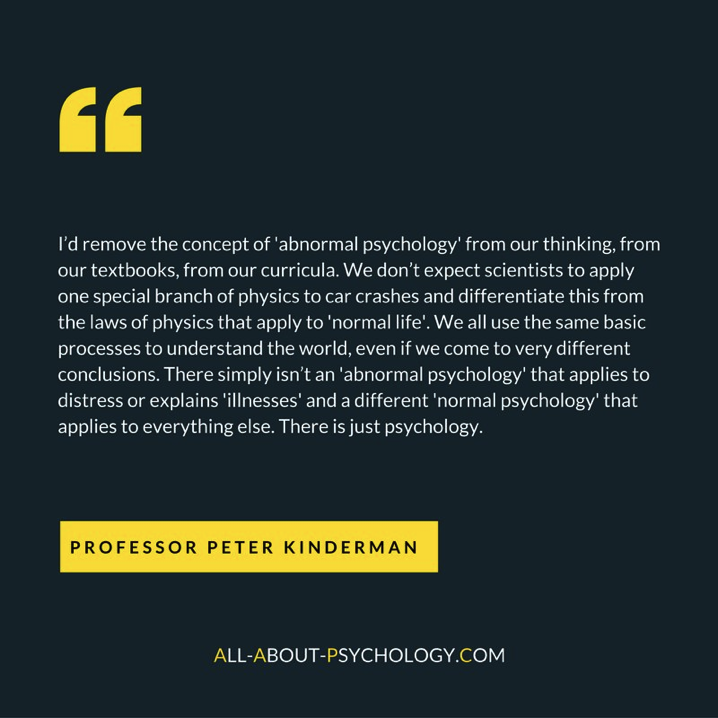 “
I’d remove the concept of 'abnormal psychology' from our thinking, from
our textbooks, from our curricula. We don’t expect scientists to apply
one special branch of physics to car crashes and differentiate this from
the laws of physics that apply to 'normal life'. We all use the same basic
processes to understand the world, even if we come to very different
conclusions. There simply isn’t an 'abnormal psychology' that applies to
distress or explains 'illnesses' and a different 'normal psychology' that
applies to everything else. There is just psychology.
PROFESSOR PETER KINDERMAN
ALL-ABOUT-PSYCHOLOGY.COM